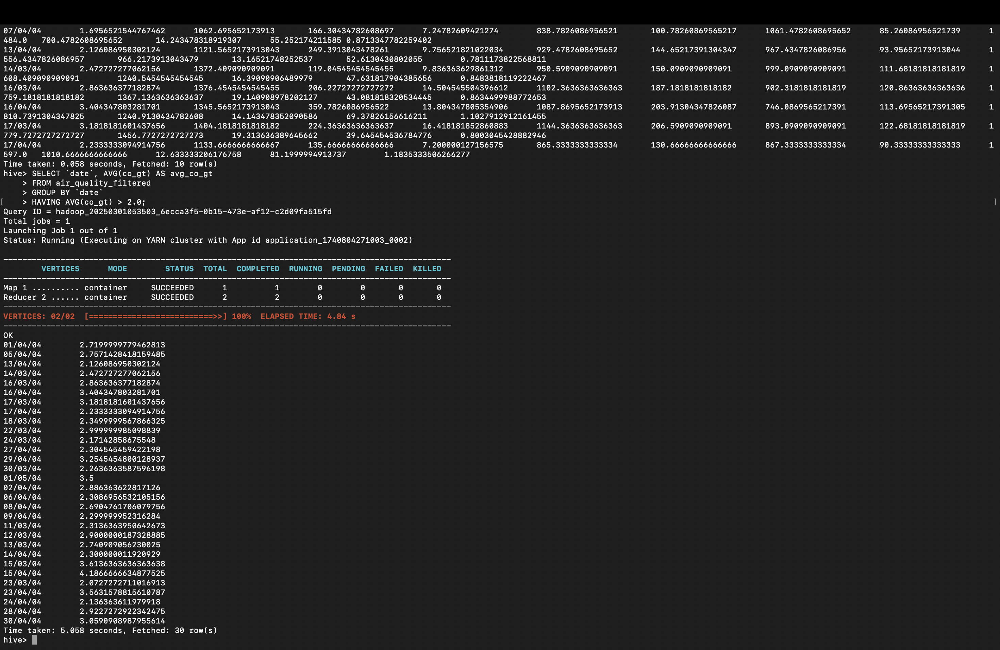 07/04/04        1.6956521544767462      1062.695652173913       166.30434782608697      7.24782609421274        838.7826086956521       100.78260869565217      1061.4782608695652      85.26086956521739       1
484.0   700.4782608695652       14.243478318919307      55.252174211585 0.8713347782259402
13/04/04        2.126086950302124       1121.5652173913043      249.3913043478261       9.756521821022034       929.4782608695652       144.65217391304347      967.4347826086956       93.95652173913044       1
556.4347826086957       966.2173913043479       13.16521748252537       52.6130430802055        0.7811173822568811
14/03/04        2.472727277062156       1372.409090909091       119.04545454545455      9.836363629861312       950.5909090909091       150.0909090909091       999.0909090909091       111.68181818181819      1
608.409090909091        1240.5454545454545      16.39090906489979       47.631817904385656      0.8483818119222467
16/03/04        2.863636377182874       1376.4545454545455      206.22727272727272      14.504545504396612      1102.3636363636363      187.1818181818182       902.3181818181819       120.86363636363636      1
759.1818181818182       1367.1363636363637      19.140908978202127      43.081818320534445      0.8634499988772653
16/04/04        3.404347803281701       1345.5652173913043      359.7826086956522       13.804347805354906      1087.8695652173913      203.91304347826087      746.0869565217391       113.69565217391305      1
810.7391304347825       1240.9130434782608      14.143478352090586      69.37826156616211       1.1027912912161455
17/03/04        3.1818181601437656      1404.1818181818182      224.36363636363637      16.418181852860883      1144.3636363636363      206.5909090909091       893.0909090909091       122.68181818181819      1
779.7272727272727       1456.7727272727273      19.313636389645662      39.645454536784776      0.8003045428882946
17/04/04        2.2333333094914756      1133.6666666666667      135.66666666666666      7.200000127156575       865.3333333333334       130.66666666666666      867.3333333333334       90.33333333333333       1
597.0   1010.6666666666666      12.633333206176758      81.1999994913737        1.1835333506266277
Time taken: 0.058 seconds, Fetched: 10 row(s)
hive> SELECT `date`, AVG(co_gt) AS avg_co_gt
    > FROM air_quality_filtered
    > GROUP BY `date`
[    > HAVING AVG(co_gt) > 2.0; ]
Query ID = hadoop_20250301053503_6ecca3f5-0b15-473e-af12-c2d09fa515fd
Total jobs = 1
Launching Job 1 out of 1
Status: Running (Executing on YARN cluster with App id application_1740804271003_0002)
----------------------------------------------------------------------------------------------
        VERTICES      MODE        STATUS  TOTAL  COMPLETED  RUNNING  PENDING  FAILED  KILLED
----------------------------------------------------------------------------------------------
Map 1 .......... container     SUCCEEDED      1          1        0        0       0       0
Reducer 2 ...... container     SUCCEEDED      2          2        0        0       0       0
----------------------------------------------------------------------------------------------
VERTICES: 02/02  [==========================>>] 100%  ELAPSED TIME: 4.84 s
----------------------------------------------------------------------------------------------
OK
01/04/04        2.7199999779462813
05/04/04        2.7571428418159485
13/04/04        2.126086950302124
14/03/04        2.472727277062156
16/03/04        2.863636377182874
16/04/04        3.404347803281701
17/03/04        3.1818181601437656
17/04/04        2.2333333094914756
18/03/04        2.3499999567866325
22/03/04        2.999999985098839
24/03/04        2.17142858675548
27/04/04        2.304545459422198
29/04/04        3.2545454800128937
30/03/04        2.2636363587596198
01/05/04        3.5
02/04/04        2.886363622817126
06/04/04        2.3086956532105156
08/04/04        2.6904761706079756
09/04/04        2.299999952316284
11/03/04        2.3136363950642673
12/03/04        2.9000000187328885
13/03/04        2.740909056230025
14/04/04        2.300000011920929
15/03/04        3.6136363636363638
15/04/04        4.1866666634877525
23/03/04        2.0727272711016913
23/04/04        3.5631578815610787
24/04/04        2.136363611979918
28/04/04        2.9227272922342475
30/04/04        3.0590908987955614
Time taken: 5.058 seconds, Fetched: 30 row(s)
hive>